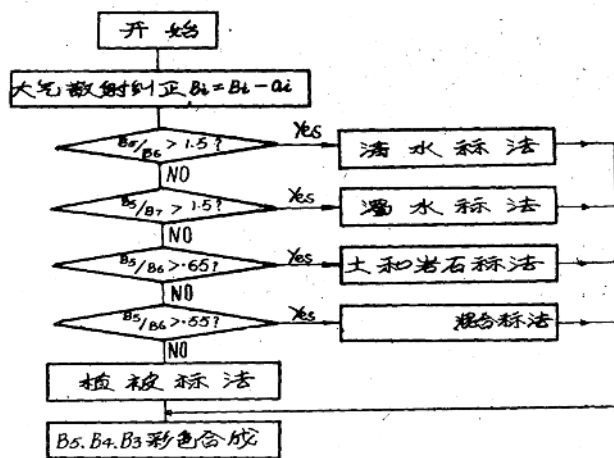 开始
大气散射纠正 Bi = Bi - ai
B5/B6 > 1.5?
Yes
清水标法
NO
B5/B7 > 1.5?
Yes
浊水标法
NO
B5/B6 > .65?
Yes
土和岩石标法
NO
B5/B6 > .55?
Yes
混合标法
NO
植被标法
B5. B4. B3 彩色合成